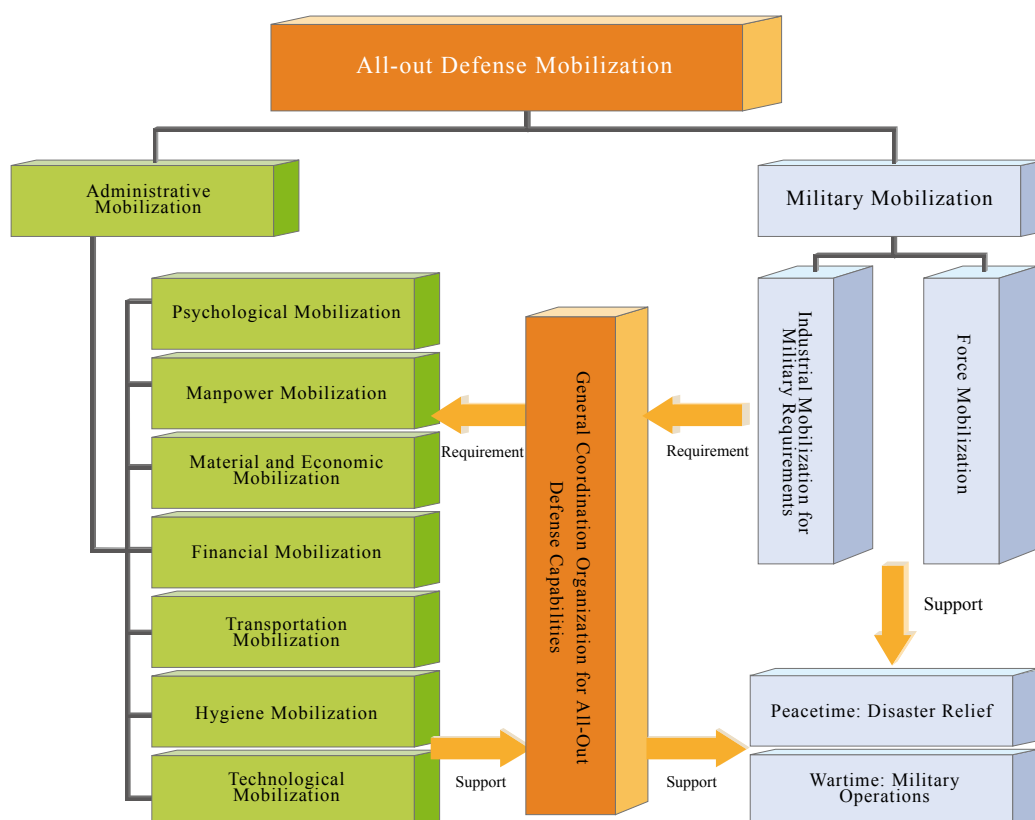 All-out Defense Mobilization
Administrative
Mobilization
Military Mobilization
Psychological Mobilization
Manpower Mobilization
Material and Economic
Mobilization
Financial Mobilization
Transportation
Mobilization
Hygiene Mobilization
Technological
Mobilization
Requirement
Support
General Coordination Organization for All-Out
Defense Capabilities
Requirement
Support
Industrial Mobilization for
Military Requirements
Force Mobilization
Support
Peacetime: Disaster Relief
Wartime: Military
Operations